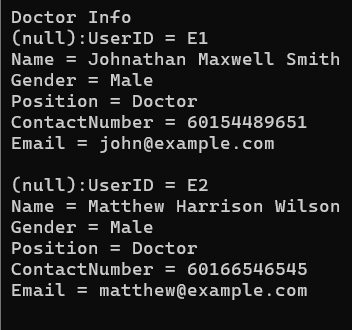 Doctor Info
(null):UserID = E1
Name = Johnathan Maxwell Smith
Gender = Male
Position = Doctor
ContactNumber = 60154489651
Email = john@example.com
(null):UserID = E2
Name = Matthew Harrison Wilson
Gender = Male
Position = Doctor
ContactNumber = 60166546545
Email = matthew@example.com